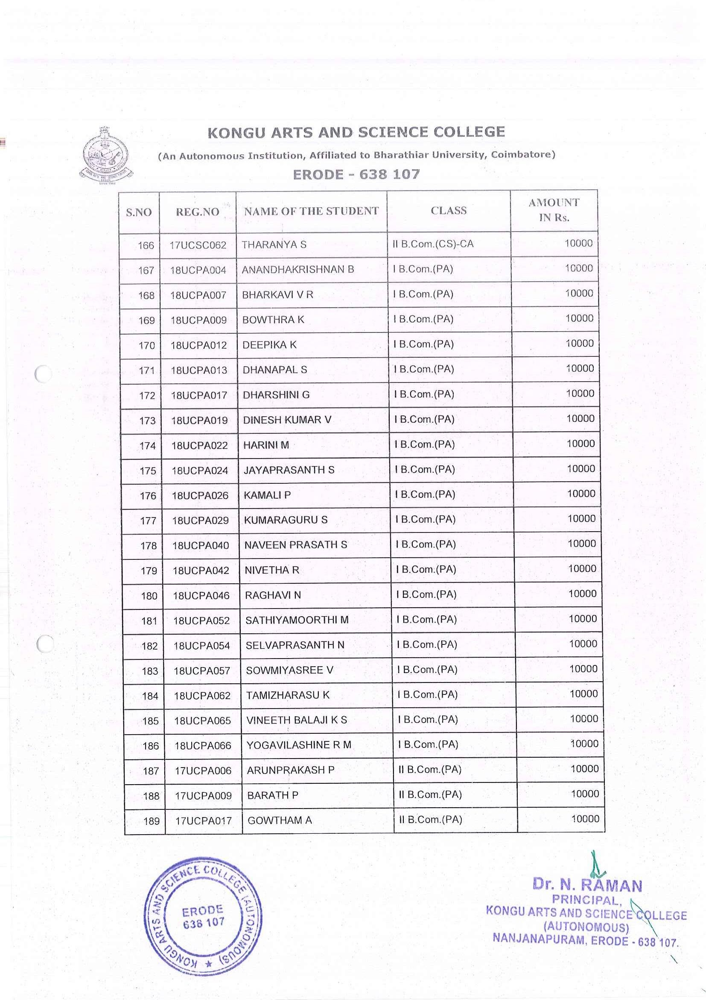 KONGU ARTS AND SCIENCE COLLEGE
(An Autonomous Institution, Affiliated to Bharathiar University, Coimbatore)
ERODE - 638 107
S.NO REG.NO NAME OF THE STUDENT CLASS AMOUNT IN Rs.
166 17UCSC062 THARANYA S II B.Com.(CS)-CA 10000
167 18UCPA004 ANANDHAKRISHNAN B I B.Com.(PA) 10000
168 18UCPA007 BHARKAVI V R I B.Com.(PA) 10000
169 18UCPA009 BOWTHRA K I B.Com.(PA) 10000
170 18UCPA012 DEEPIKA K I B.Com.(PA) 10000
171 18UCPA013 DHANAPAL S I B.Com.(PA) 10000
172 18UCPA017 DHARSHINI G I B.Com.(PA) 10000
173 18UCPA019 DINESH KUMAR V I B.Com.(PA) 10000
174 18UCPA022 HARINI M I B.Com.(PA) 10000
175 18UCPA024 JAYAPRASANTH S I B.Com.(PA) 10000
176 18UCPA026 KAMALI P I B.Com.(PA) 10000
177 18UCPA029 KUMARAGURU S I B.Com.(PA) 10000
178 18UCPA040 NAVEEN PRASATH S I B.Com.(PA) 10000
179 18UCPA042 NIVETHA R I B.Com.(PA) 10000
180 18UCPA046 RAGHAVI N I B.Com.(PA) 10000
181 18UCPA052 SATHIYAMOORTHI M I B.Com.(PA) 10000
182 18UCPA054 SELVAPRASANTH N I B.Com.(PA) 10000
183 18UCPA057 SOWMIYASREE V I B.Com.(PA) 10000
184 18UCPA062 TAMIZHARASU K I B.Com.(PA) 10000
185 18UCPA065 VINEETH BALAJI K S I B.Com.(PA) 10000
186 18UCPA066 YOGAVILASHINE R M I B.Com.(PA) 10000
187 17UCPA006 ARUNPRAKASH P II B.Com.(PA) 10000
188 17UCPA009 BARATH P II B.Com.(PA) 10000
189 17UCPA017 GOWTHAM A II B.Com.(PA) 10000
KONGU ARTS AND SCIENCE COLLEGE (AUTONOMOUS)
ERODE
638 107
Dr. N. RAMAN
PRINCIPAL,
KONGU ARTS AND SCIENCE COLLEGE
(AUTONOMOUS)
NANJANAPURAM, ERODE - 638 107.